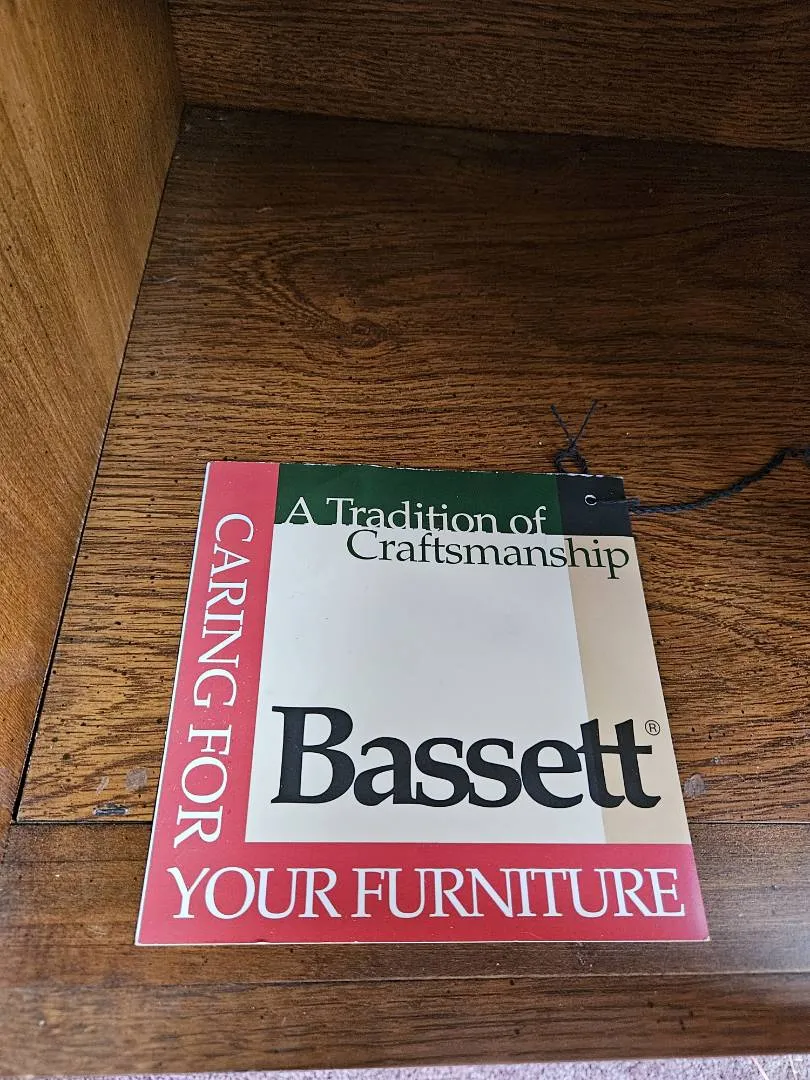 A Tradition of
Craftsmanship
Bassett®
CARING FOR
YOUR FURNITURE